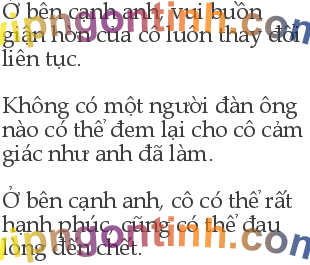 Ở bên cạnh anh, vui buồn
giận hờn của cô luôn thay đổi
liên tục.
Không có một người đàn ông
nào có thể đem lại cho cô cảm
giác như anh đã làm.
Ở bên cạnh anh, cô có thể rất
hạnh phúc, cũng có thể đau
lòng đến chết.
vipngontinh.com
vipngontinh.com